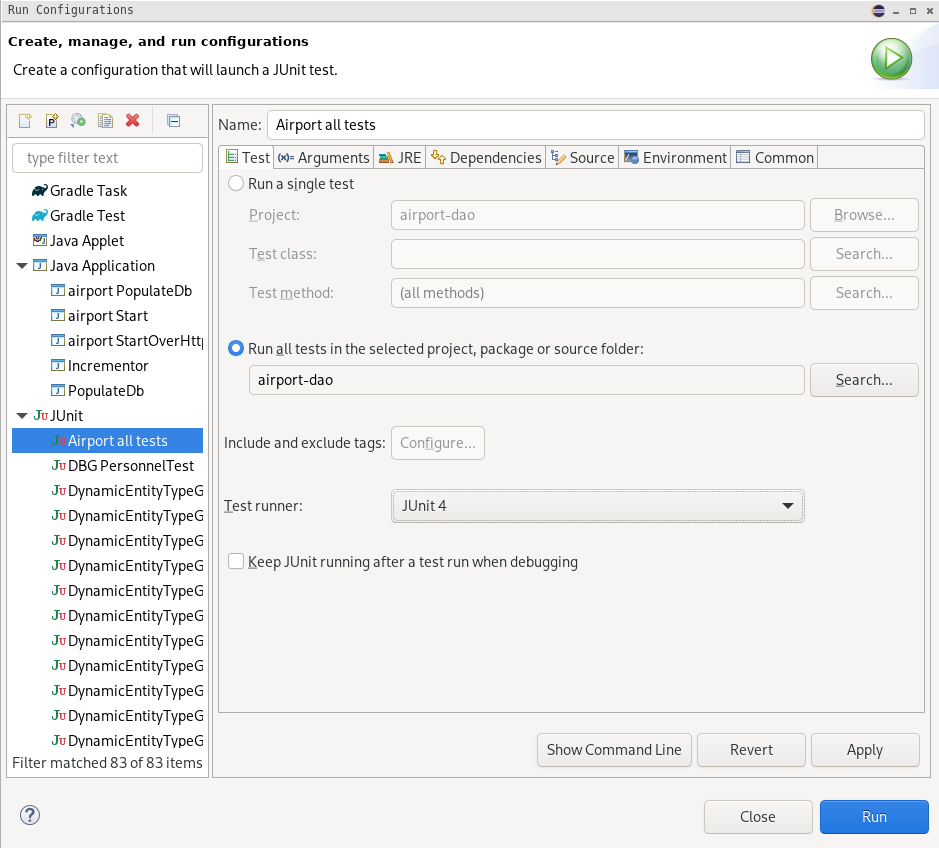 Run Configurations
Create, manage, and run configurations
Create a configuration that will launch a JUnit test.
type filter text
Gradle Task
Gradle Test
Java Applet
Java Application
airport PopulateDb
airport Start
airport StartOverHttp
Incrementor
PopulateDb
JUnit
Airport all tests
DBG PersonnelTest
DynamicEntityTypeG
DynamicEntityTypeG
DynamicEntityTypeG
DynamicEntityTypeG
DynamicEntityTypeG
DynamicEntityTypeG
DynamicEntityTypeG
DynamicEntityTypeG
DynamicEntityTypeG
DynamicEntityTypeG
DynamicEntityTypeG
Filter matched 83 of 83 items
Name: Airport all tests
Test (x)= Arguments JRE Dependencies Source Environment Common
Run a single test
Project: airport-dao Browse...
Test class: Search...
Test method: (all methods) Search...
Run all tests in the selected project, package or source folder:
airport-dao Search...
Include and exclude tags: Configure...
Test runner: JUnit 4
Keep JUnit running after a test run when debugging
Show Command Line Revert Apply
Close Run